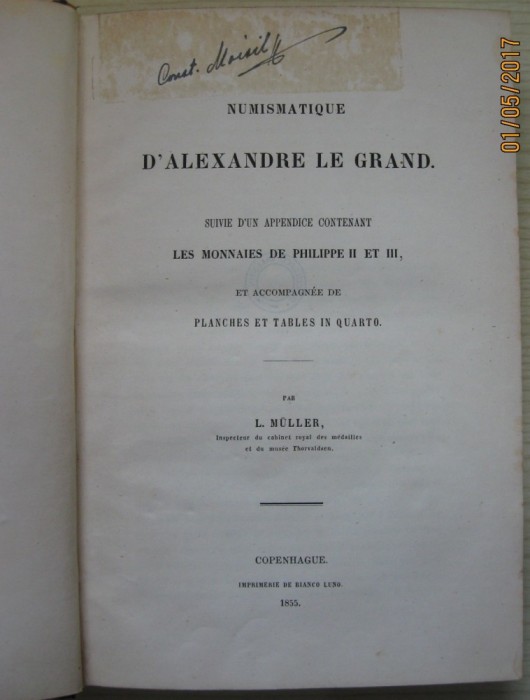 Const. Moisil
NUMISMATIQUE
D'ALEXANDRE LE GRAND.
SUIVIE D'UN APPENDICE CONTENANT
LES MONNAIES DE PHILIPPE II ET III,
ET ACCOMPAGNÉE DE
PLANCHES ET TABLES IN QUARTO.
PAR
L. MÜLLER,
Inspecteur du cabinet royal des médailles
et du musée Thorvaldsen.
COPENHAGUE.
IMPRIMERIE DE BIANCO LUNO.
1855.
01/05/2017